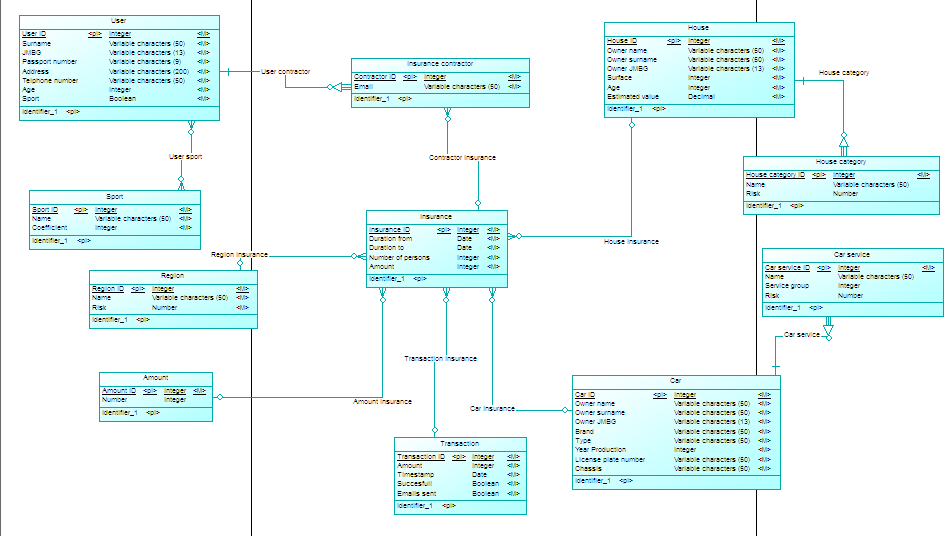 User
User ID <pi> Integer <M>
Surname Variable characters (50) <M>
JMBG Variable characters (13) <M>
Passport number Variable characters (9) <M>
Address Variable characters (200) <M>
Telphone number Variable characters (50) <M>
Age Integer <M>
Sport Boolean <M>
Identifier_1 <pi>
User contractor
Insurance contractor
Contractor ID <pi> Integer <M>
Email Variable characters (50) <M>
Identifier_1 <pi>
House
House ID <pi> Integer <M>
Owner name Variable characters (50) <M>
Owner surname Variable characters (50) <M>
Owner JMBG Variable characters (13) <M>
Surface Integer <M>
Age Integer <M>
Estimated value Decimal <M>
Identifier_1 <pi>
House category
User sport
Contractor insurance
House category
House category ID <pi> Integer <M>
Name Variable characters (50)
Risk Number
Identifier_1 <pi>
Sport
Sport ID <pi> Integer <M>
Name Variable characters (50) <M>
Coefficient Integer <M>
Identifier_1 <pi>
Insurance
Insurance ID <pi> Integer <M>
Duration from Date <M>
Duration to Date <M>
Number of persons Integer <M>
Amount Integer <M>
Identifier_1 <pi>
House insurance
Region insurance
Region
Region ID <pi> Integer <M>
Name Variable characters (50) <M>
Risk Number <M>
Identifier_1 <pi>
Car service
Car service ID <pi> Integer <M>
Name Variable characters (50)
Service group Integer
Risk Number
Identifier_1 <pi>
Car service
Transaction insurance
Amount
Amount ID <pi> Integer <M>
Number Integer
Identifier_1 <pi>
Amount insurance
Car insurance
Car
Car ID <pi> Integer <M>
Owner name Variable characters (50) <M>
Owner surname Variable characters (50) <M>
Owner JMBG Variable characters (13) <M>
Brand Variable characters (50) <M>
Type Variable characters (50) <M>
Year Production Integer <M>
License plate number Variable characters (50) <M>
Chassis Variable characters (50) <M>
Identifier_1 <pi>
Transaction
Transaction ID <pi> Integer <M>
Amount Integer <M>
Timestamp Date <M>
Succesfull Boolean <M>
Emails sent Boolean <M>
Identifier_1 <pi>